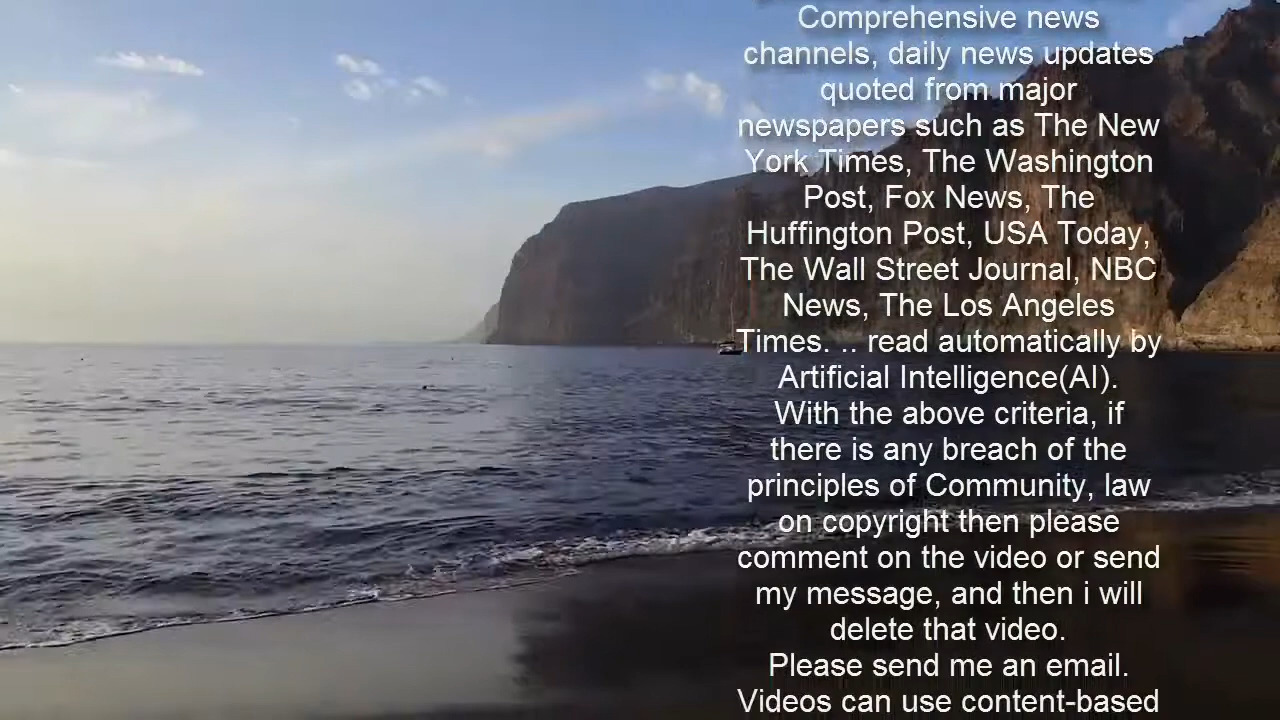 Comprehensive news
channels, daily news updates
quoted from major
newspapers such as The New
York Times, The Washington
Post, Fox News, The
Huffington Post, USA Today,
The Wall Street Journal, NBC
News, The Los Angeles
Times. .. read automatically by
Artificial Intelligence(AI).
With the above criteria, if
there is any breach of the
principles of Community, law
on copyright then please
comment on the video or send
my message, and then i will
delete that video.
Please send me an email.
Videos can use content-based